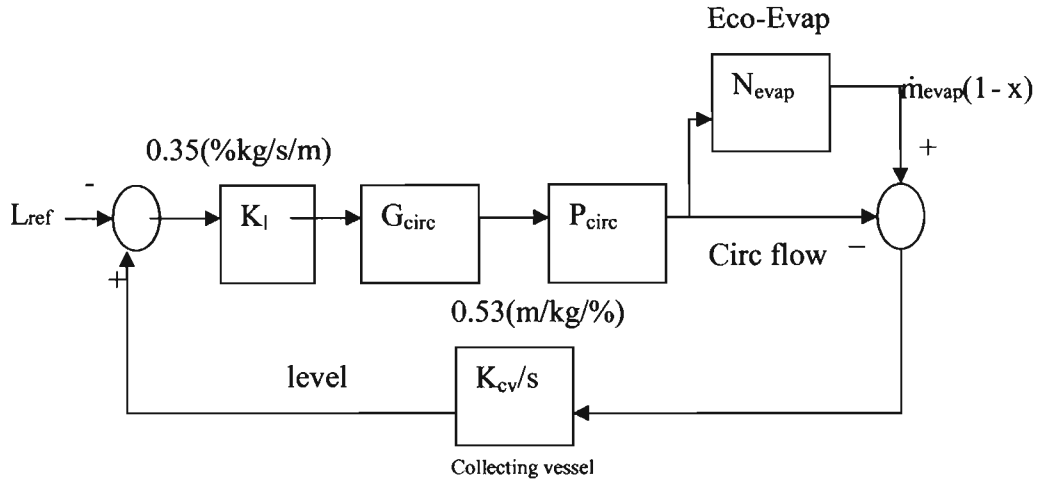 Eco-Evap
N_evap
ṁ_evap(1 - x)
+
0.35(%kg/s/m)
-
L_ref
K_l
G_circ
P_circ
−
Circ flow
+
0.53(m/kg/%)
level
K_cv/s
Collecting vessel